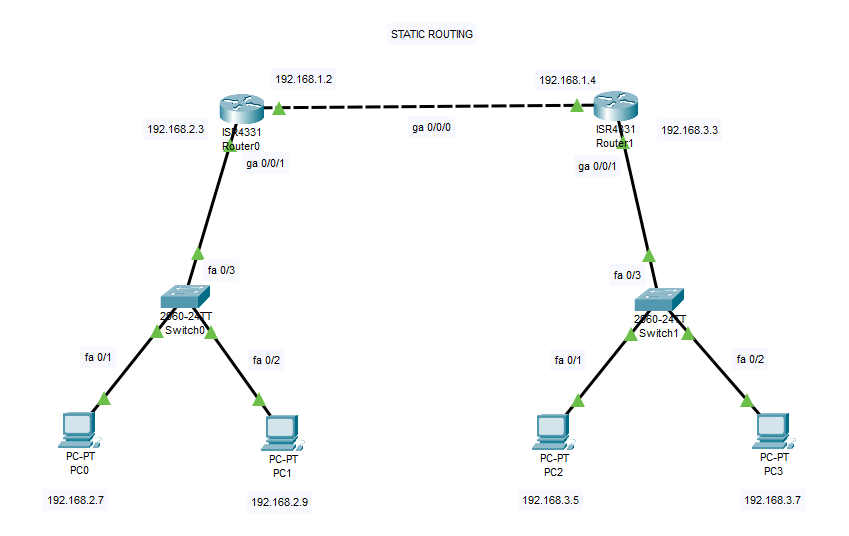 STATIC ROUTING
192.168.1.2
192.168.1.4
192.168.2.3
ISR4331
Router0
ga 0/0/0
ISR4331
Router1
192.168.3.3
ga 0/0/1
ga 0/0/1
fa 0/3
fa 0/3
2960-24TT
Switch0
2960-24TT
Switch1
fa 0/1
fa 0/2
fa 0/1
fa 0/2
PC-PT
PC0
PC-PT
PC1
PC-PT
PC2
PC-PT
PC3
192.168.2.7
192.168.2.9
192.168.3.5
192.168.3.7